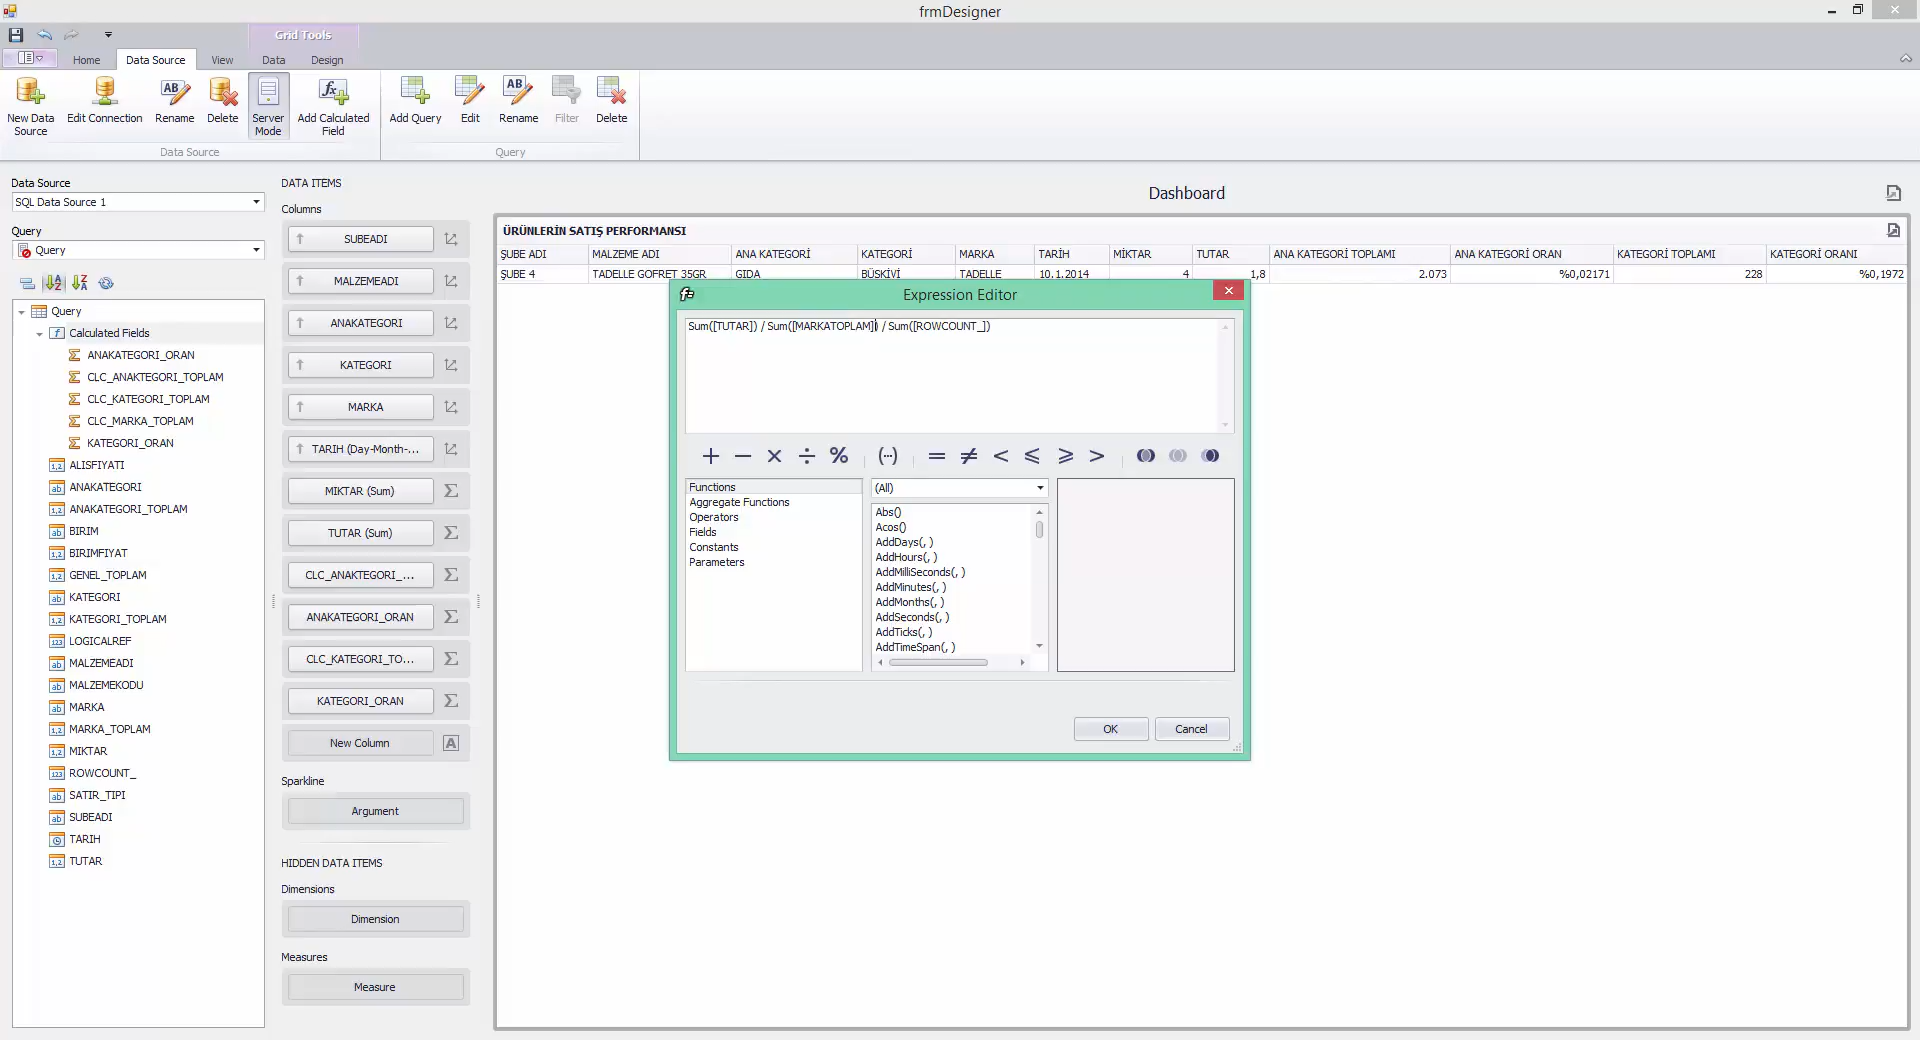 frmDesigner
Grid Tools
Home
Data Source
View
Data
Design
New Data
Source
Edit Connection
Rename
Delete
Server
Mode
Add Calculated
Field
Add Query
Edit
Rename
Filter
Delete
Data Source
Query
Data Source
SQL Data Source 1
Query
Query
Query
Calculated Fields
ANAKATEGORI_ORAN
CLC_ANAKTEGORI_TOPLAM
CLC_KATEGORI_TOPLAM
CLC_MARKA_TOPLAM
KATEGORI_ORAN
ALISFIYATI
ANAKATEGORI
ANAKATEGORI_TOPLAM
BIRIM
BIRIMFIYAT
GENEL_TOPLAM
KATEGORI
KATEGORI_TOPLAM
LOGICALREF
MALZEMEADI
MALZEMEKODU
MARKA
MARKA_TOPLAM
MIKTAR
ROWCOUNT_
SATIR_TIPI
SUBEADI
TARIH
TUTAR
DATA ITEMS
Columns
SUBEADI
MALZEMEADI
ANAKATEGORI
KATEGORI
MARKA
TARIH (Day-Month-...
MIKTAR (Sum)
TUTAR (Sum)
CLC_ANAKTEGORI_...
ANAKATEGORI_ORAN
CLC_KATEGORI_TO...
KATEGORI_ORAN
New Column
Sparkline
Argument
HIDDEN DATA ITEMS
Dimensions
Dimension
Measures
Measure
Dashboard
ÜRÜNLERİN SATIŞ PERFORMANSI
ŞUBE ADI MALZEME ADI ANA KATEGORİ KATEGORİ MARKA TARİH MİKTAR TUTAR ANA KATEGORİ TOPLAMI ANA KATEGORİ ORAN KATEGORİ TOPLAMI KATEGORİ ORANI
ŞUBE 4 TADELLE GOFRET 35GR GIDA BÜSKİVİ TADELLE 10.1.2014 4 1,8 2.073 %0,02171 228 %0,1972
Expression Editor
Sum([TUTAR]) / Sum([MARKATOPLAM]) / Sum([ROWCOUNT_])
Functions
Aggregate Functions
Operators
Fields
Constants
Parameters
(All)
Abs()
Acos()
AddDays(, )
AddHours(, )
AddMilliSeconds(, )
AddMinutes(, )
AddMonths(, )
AddSeconds(, )
AddTicks(, )
AddTimeSpan(, )
OK
Cancel